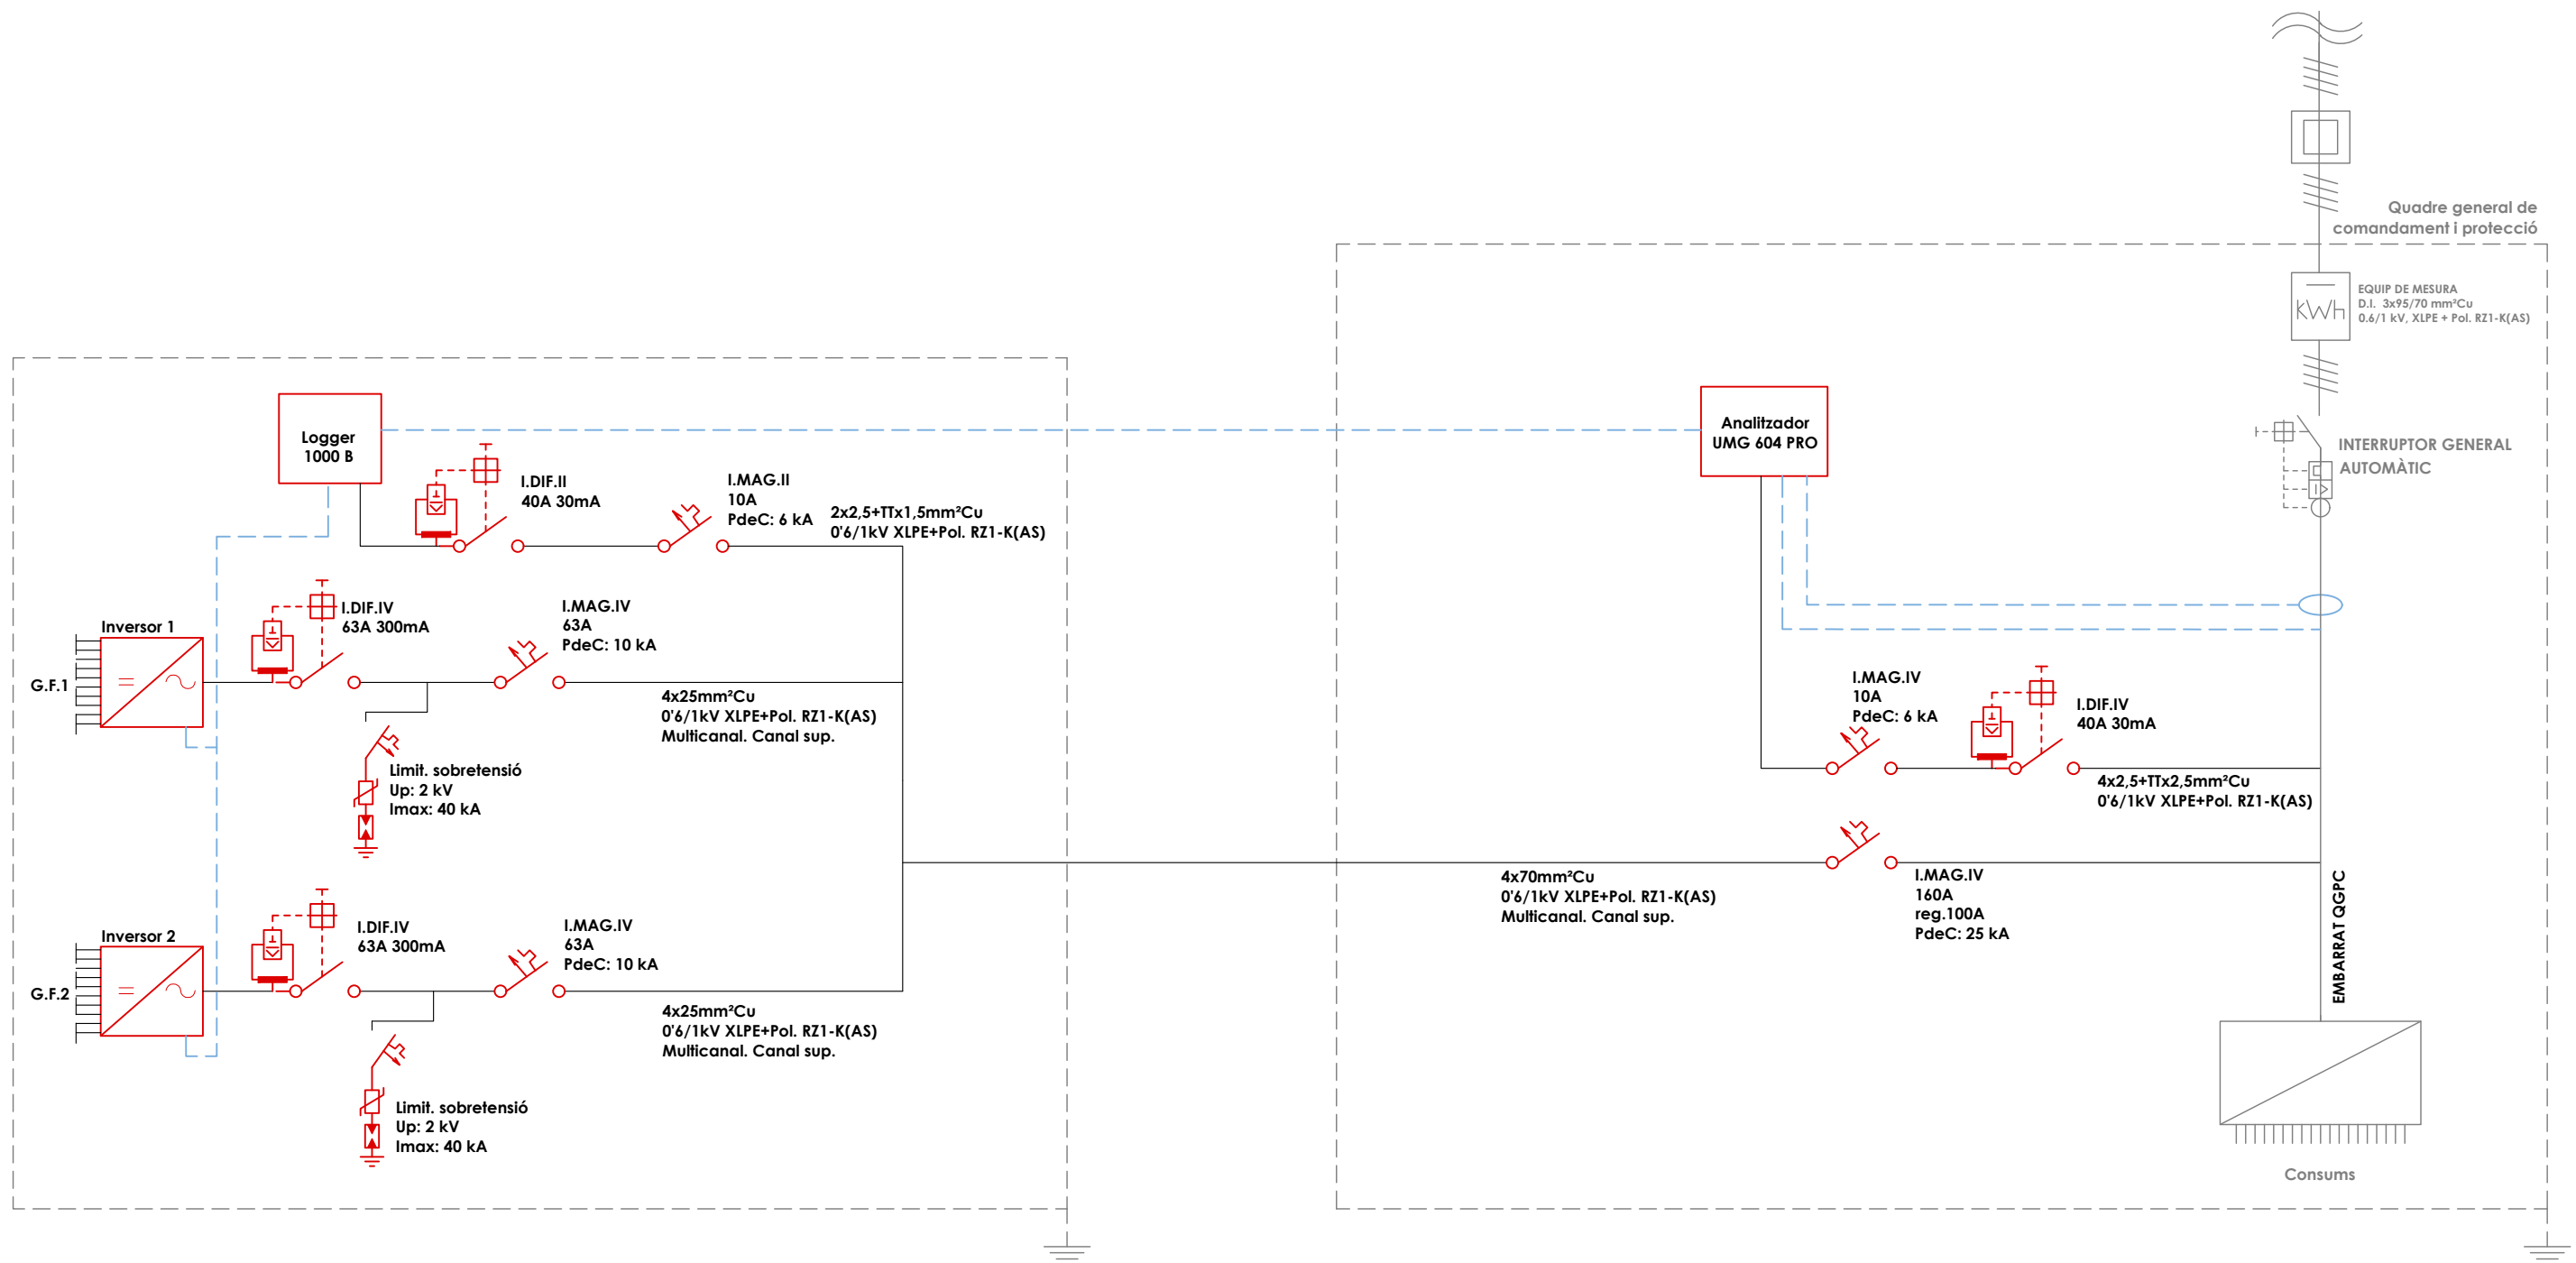 Quadre general de
comandament i protecció
kWh
EQUIP DE MESURA
D.I.  3x95/70 mm²Cu
0.6/1 kV, XLPE + Pol. RZ1-K(AS)
INTERRUPTOR GENERAL
AUTOMÀTIC
Logger
1000 B
I.DIF.II
40A 30mA
I.MAG.II
10A
PdeC: 6 kA
2x2,5+TTx1,5mm²Cu
0'6/1kV XLPE+Pol. RZ1-K(AS)
Analitzador
UMG 604 PRO
Inversor 1
G.F.1
I.DIF.IV
63A 300mA
I.MAG.IV
63A
PdeC: 10 kA
4x25mm²Cu
0'6/1kV XLPE+Pol. RZ1-K(AS)
Multicanal. Canal sup.
Limit. sobretensió
Up: 2 kV
Imax: 40 kA
I.MAG.IV
10A
PdeC: 6 kA
I.DIF.IV
40A 30mA
4x2,5+TTx2,5mm²Cu
0'6/1kV XLPE+Pol. RZ1-K(AS)
4x70mm²Cu
0'6/1kV XLPE+Pol. RZ1-K(AS)
Multicanal. Canal sup.
I.MAG.IV
160A
reg.100A
PdeC: 25 kA
EMBARRAT QGPC
Inversor 2
G.F.2
I.DIF.IV
63A 300mA
I.MAG.IV
63A
PdeC: 10 kA
4x25mm²Cu
0'6/1kV XLPE+Pol. RZ1-K(AS)
Multicanal. Canal sup.
Limit. sobretensió
Up: 2 kV
Imax: 40 kA
Consums